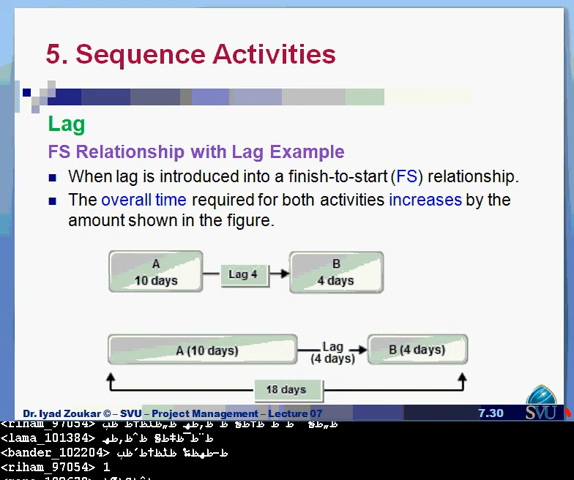 5. Sequence Activities
Lag
FS Relationship with Lag Example
When lag is introduced into a finish-to-start (FS) relationship.
The overall time required for both activities increases by the
amount shown in the figure.
A
10 days
Lag 4
B
4 days
A (10 days)
Lag
(4 days)
B (4 days)
18 days
Dr. Iyad Zoukar © – SVU – Project Management – Lecture 07
7.30
SVU
<riham_97054>
<lama_101384>
<bander_102204>
<riham_97054> 1